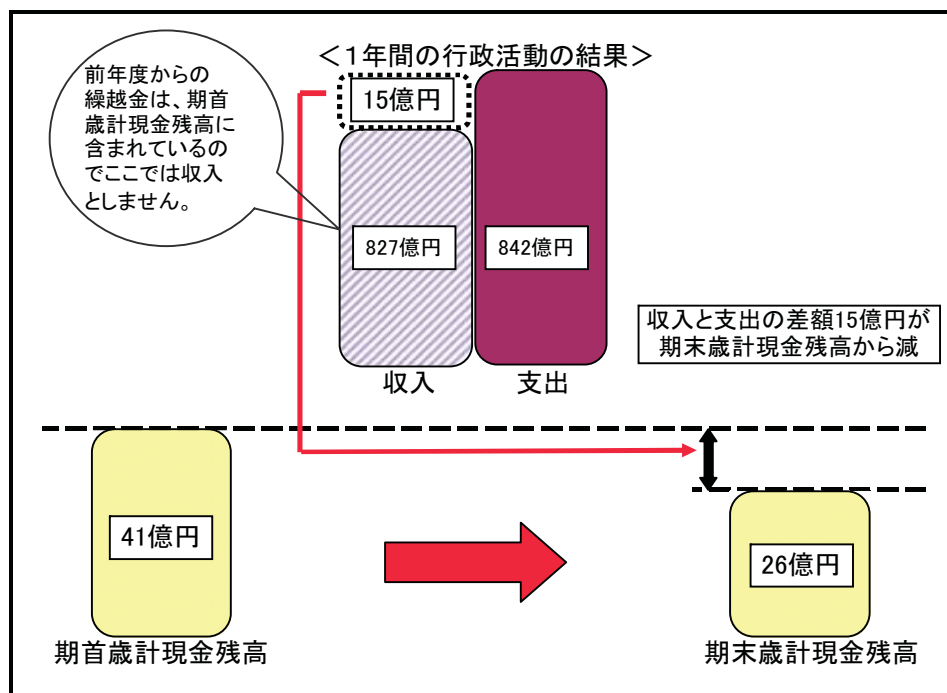 ＜１年間の行政活動の結果＞
前年度からの
繰越金は、期首
歳計現金残高に
含まれているの
でここでは収入
としません。
15億円
827億円
842億円
収入
支出
収入と支出の差額15億円が
期末歳計現金残高から減
41億円
26億円
期首歳計現金残高
期末歳計現金残高